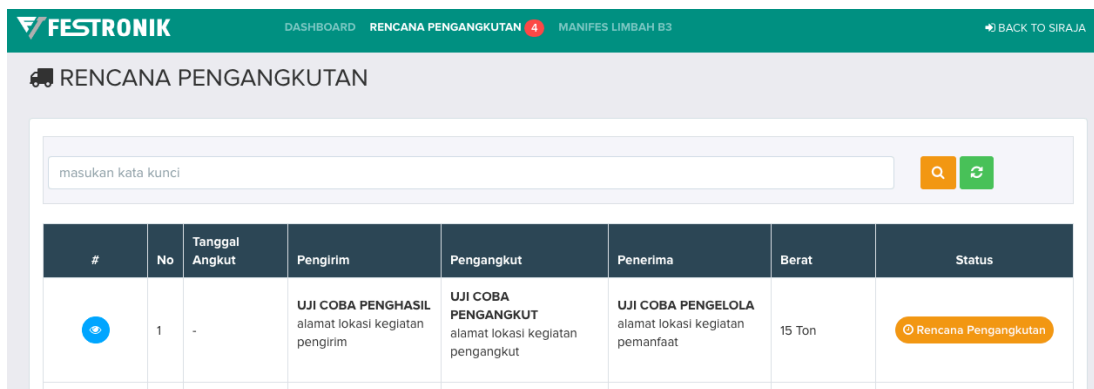 FESTRONIK
DASHBOARD RENCANA PENGANGKUTAN 4 MANIFES LIMBAH B3 BACK TO SIRAJA
RENCANA PENGANGKUTAN
masukan kata kunci
# No Tanggal Angkut Pengirim Pengangkut Penerima Berat Status
1
-
UJI COBA PENGHASIL
alamat lokasi kegiatan
pengirim
UJI COBA
PENGANGKUT
alamat lokasi kegiatan
pengangkut
UJI COBA PENGELOLA
alamat lokasi kegiatan
pemanfaat
15 Ton
Rencana Pengangkutan